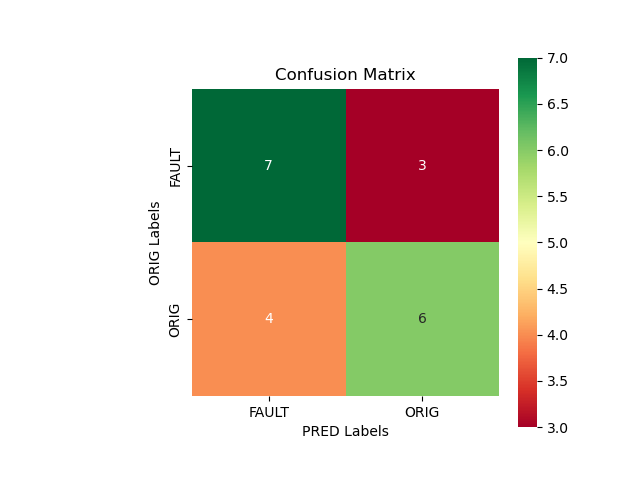 Confusion Matrix
ORIG Labels
FAULT
ORIG
7
3
4
6
FAULT
ORIG
PRED Labels
7.0
6.5
6.0
5.5
5.0
4.5
4.0
3.5
3.0